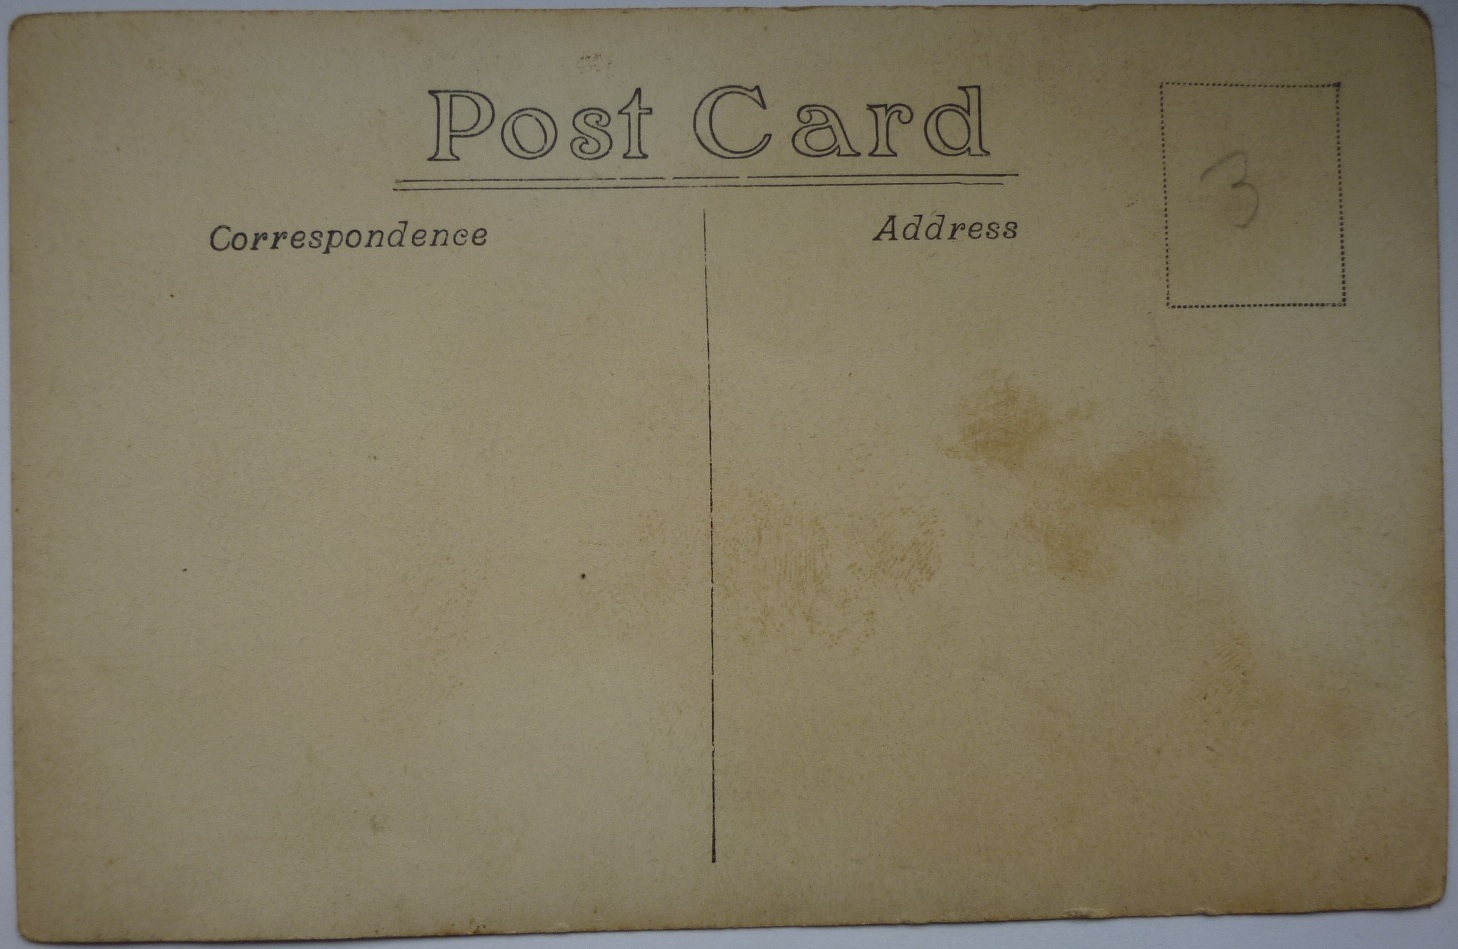 Post Card
Correspondence
Address
3